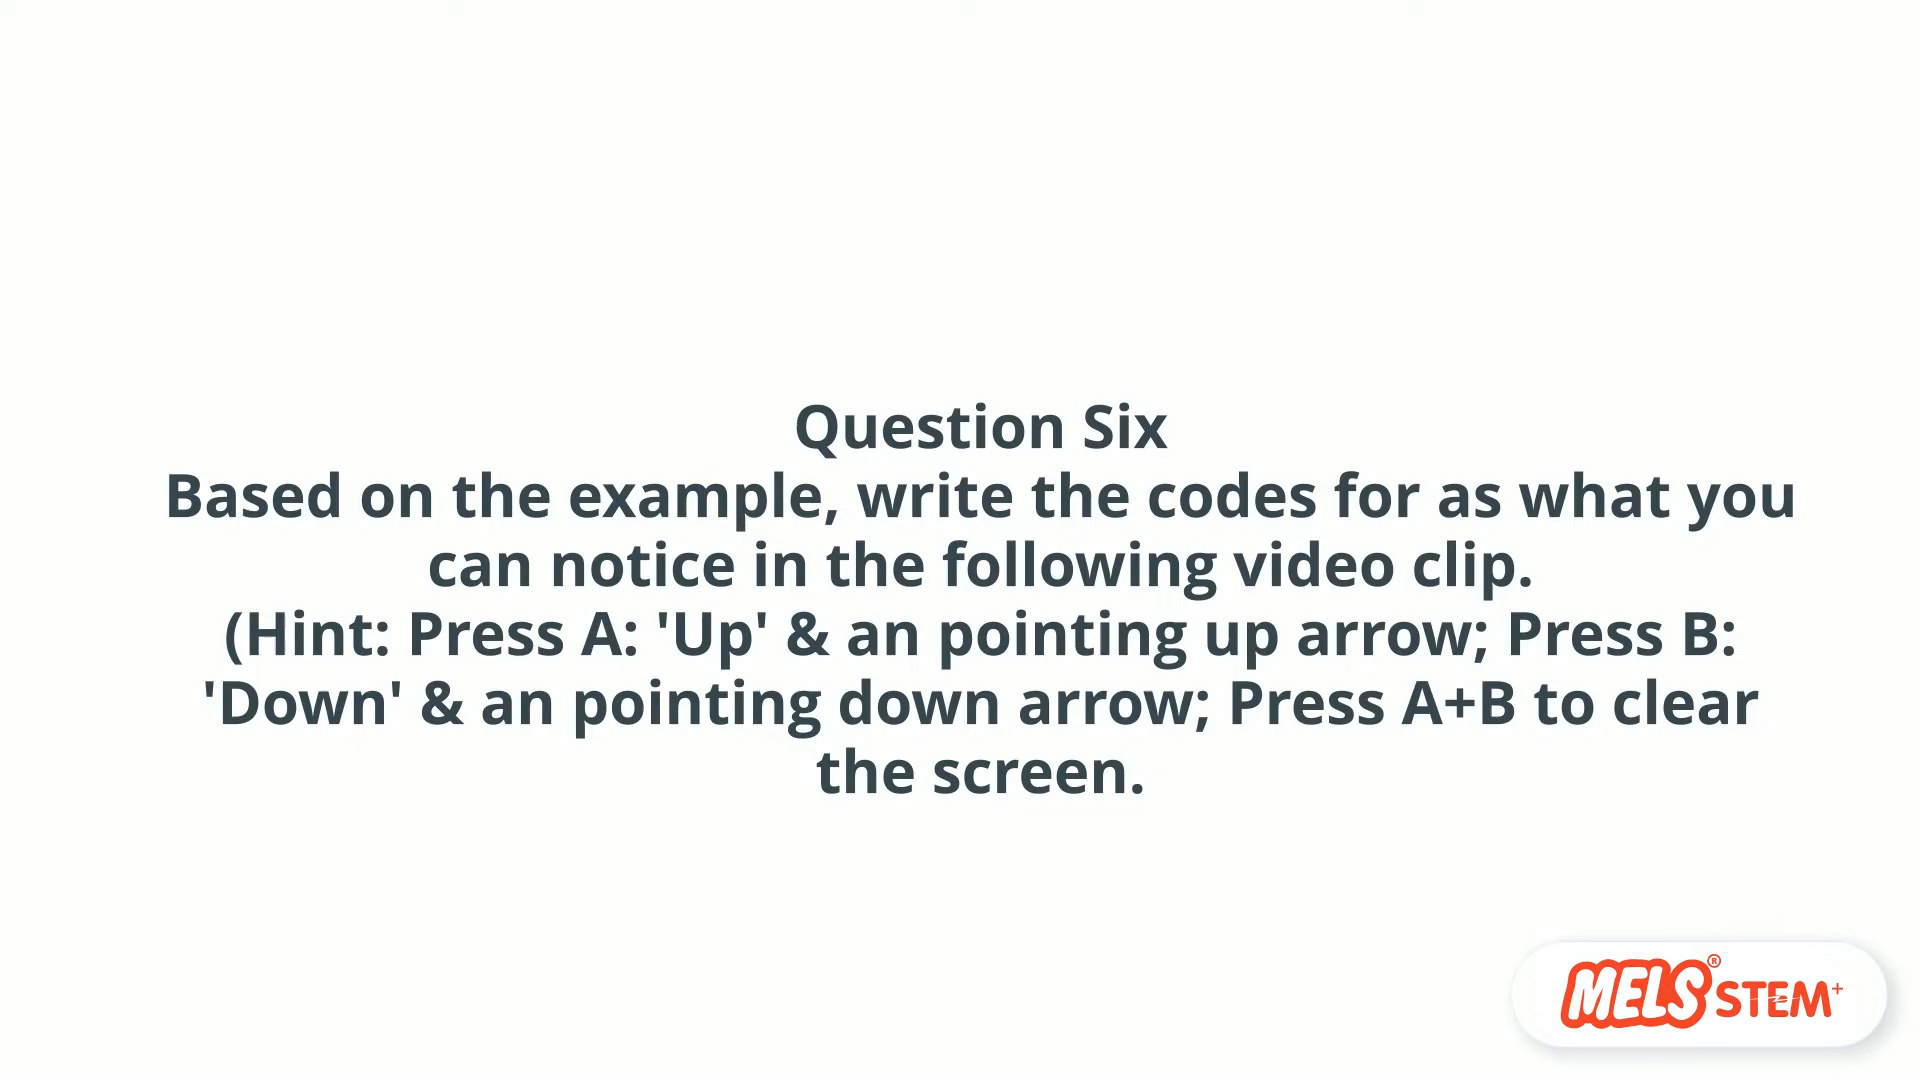 Question Six
Based on the example, write the codes for as what you
can notice in the following video clip.
(Hint: Press A: 'Up' & an pointing up arrow; Press B:
'Down' & an pointing down arrow; Press A+B to clear
the screen.
MELS® STEM+